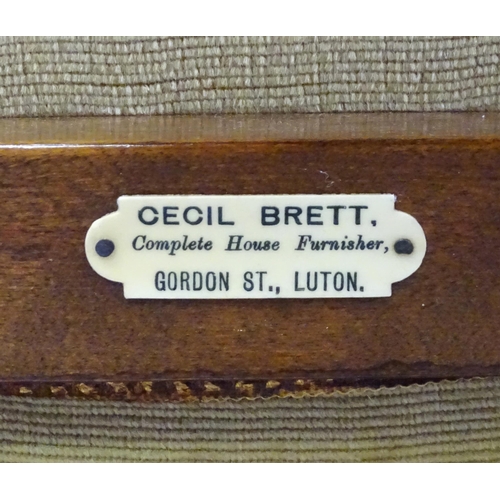 CECIL BRETT,
Complete House Furnisher,
GORDON ST., LUTON.